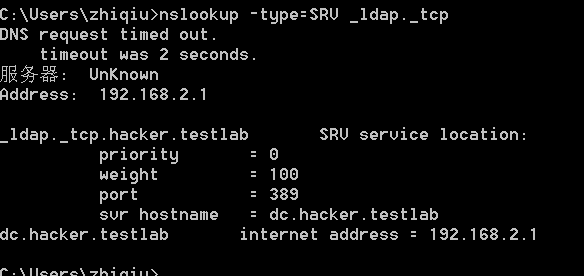 C:\Users\zhiqiu>nslookup -type=SRV _ldap._tcp
DNS request timed out.
    timeout was 2 seconds.
服务器:  UnKnown
Address:  192.168.2.1

_ldap._tcp.hacker.testlab       SRV service location:
          priority       = 0
          weight         = 100
          port           = 389
          svr hostname   = dc.hacker.testlab
dc.hacker.testlab       internet address = 192.168.2.1

C:\Users\zhiqiu>